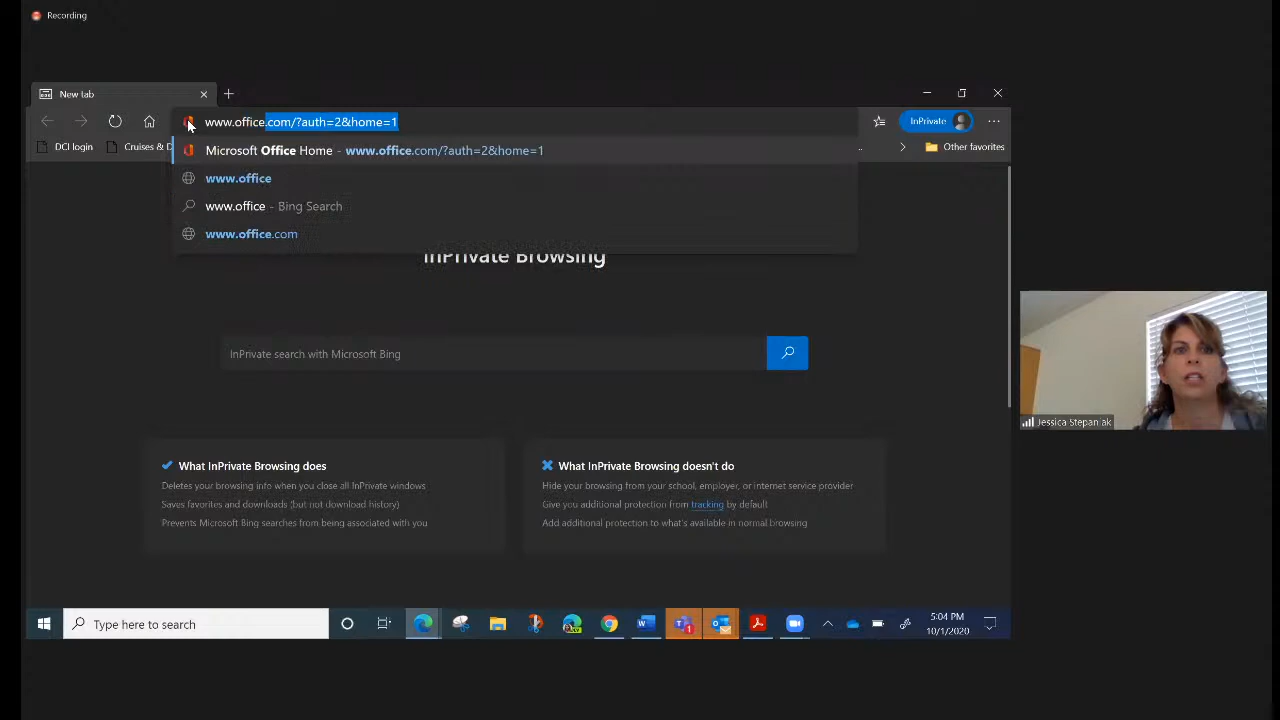 Recording
New tab
www.office.com/?auth=2&home=1
InPrivate
DCI login
Cruises & D
Other favorites
Microsoft Office Home - www.office.com/?auth=2&home=1
www.office
www.office - Bing Search
www.office.com
InPrivate Browsing
InPrivate search with Microsoft Bing
What InPrivate Browsing does
Deletes your browsing info when you close all InPrivate windows
Saves favorites and downloads (but not download history)
Prevents Microsoft Bing searches from being associated with you
What InPrivate Browsing doesn't do
Hide your browsing from your school, employer, or internet service provider
Give you additional protection from tracking by default
Add additional protection to what's available in normal browsing
Jessica Stepaniak
Type here to search
5:04 PM
10/1/2020